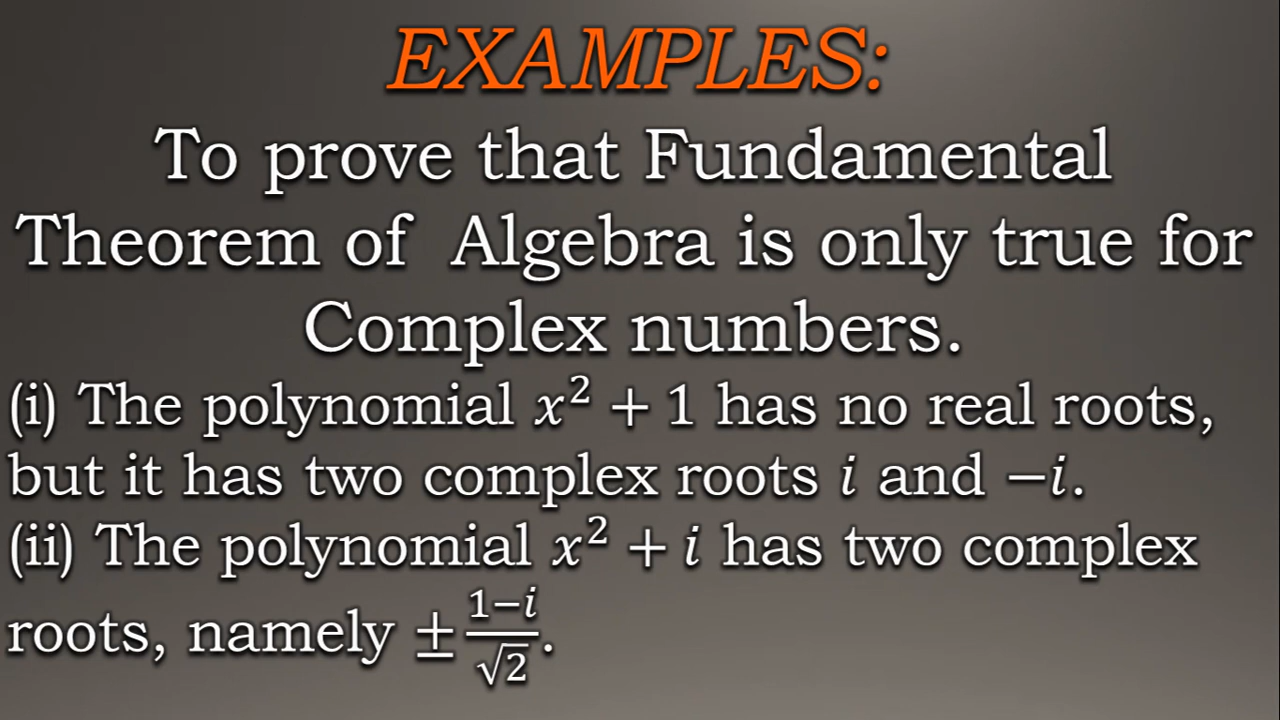 EXAMPLES:
To prove that Fundamental
Theorem of Algebra is only true for
Complex numbers.
(i) The polynomial x² + 1 has no real roots,
but it has two complex roots i and −i.
(ii) The polynomial x² + i has two complex
roots, namely ± (1−i)/√2.